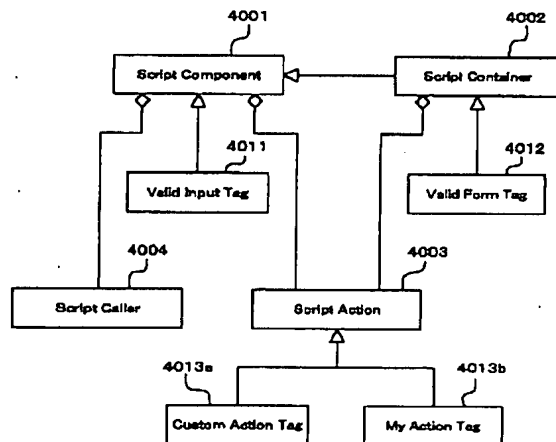 4001
4002
Script Component
Script Container
4011
4012
Valid Input Tag
Valid Form Tag
4004
4003
Script Caller
Script Action
4013a
4013b
Custom Action Tag
My Action Tag